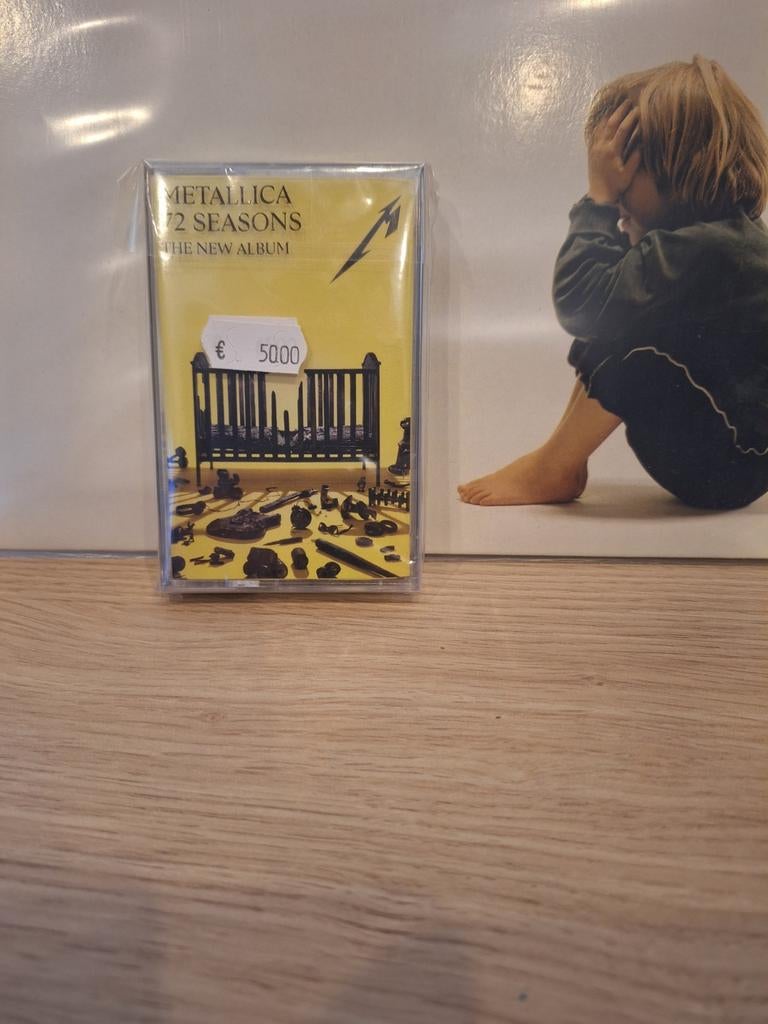 METALLICA
72 SEASONS
THE NEW ALBUM
€ 50.00